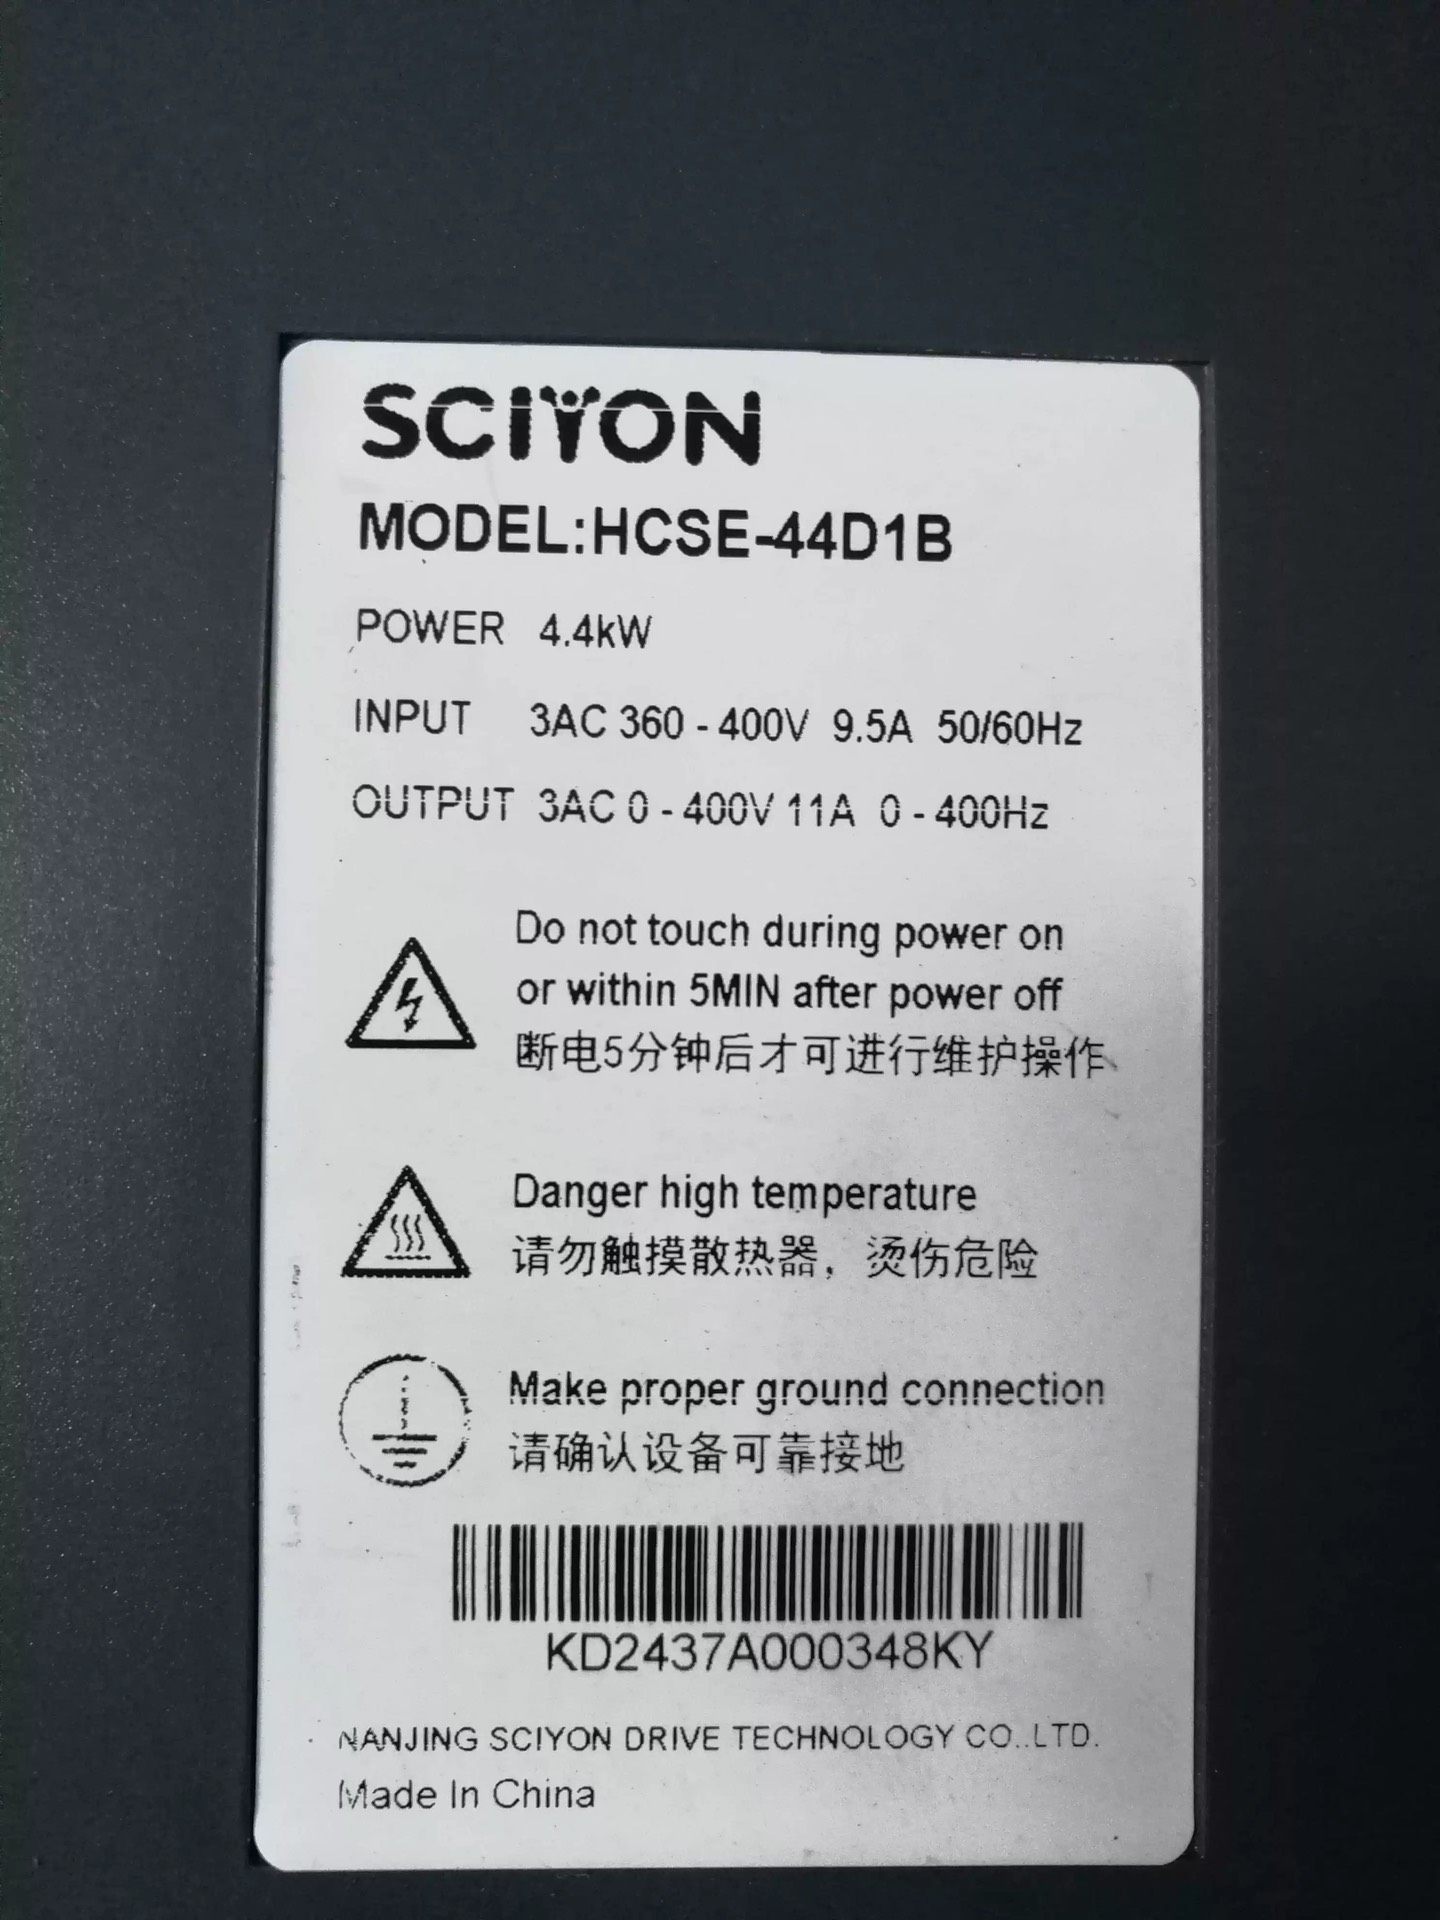 SCIYON
MODEL:HCSE-44D1B
POWER 4.4kW
INPUT 3AC 360 - 400V 9.5A 50/60Hz
OUTPUT 3AC 0 - 400V 11A 0 - 400Hz
Do not touch during power on
or within 5MIN after power off
断电5分钟后才可进行维护操作
Danger high temperature
请勿触摸散热器，烫伤危险
Make proper ground connection
请确认设备可靠接地
KD2437A000348KY
NANJING SCIYON DRIVE TECHNOLOGY CO.,LTD.
Made In China